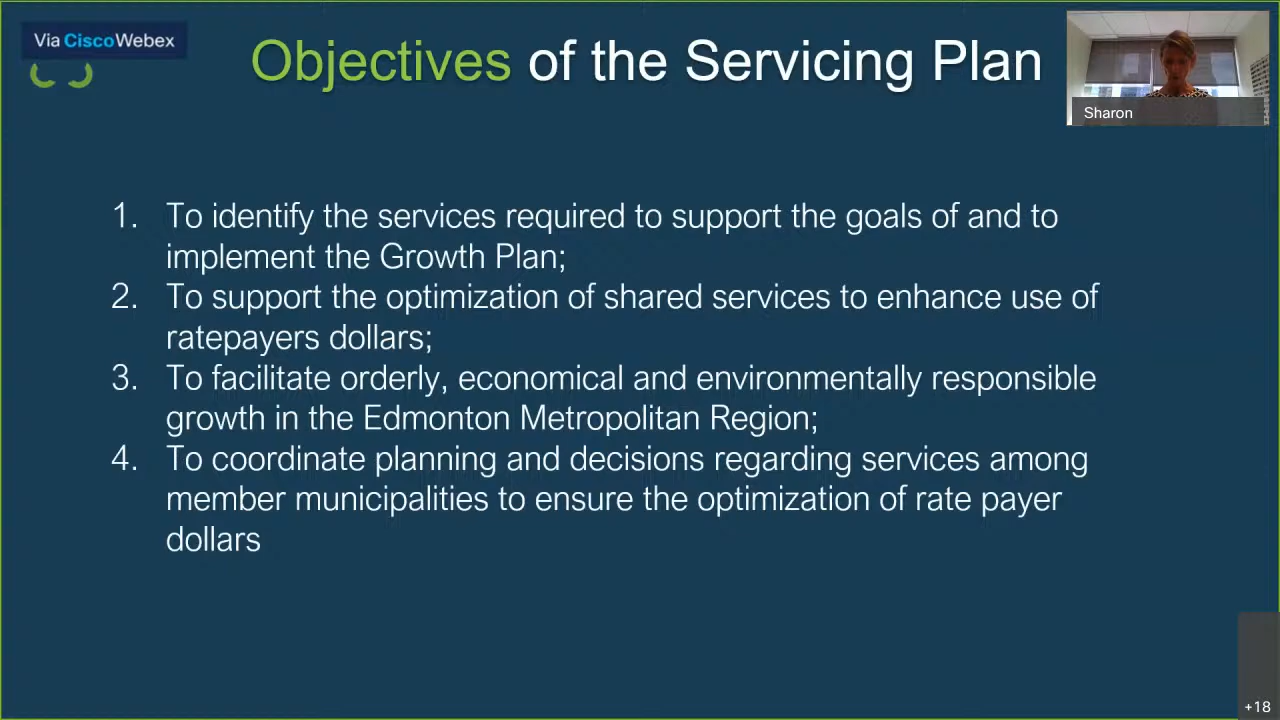 Via CiscoWebex
Objectives of the Servicing Plan
Sharon
1. To identify the services required to support the goals of and to
implement the Growth Plan;
2. To support the optimization of shared services to enhance use of
ratepayers dollars;
3. To facilitate orderly, economical and environmentally responsible
growth in the Edmonton Metropolitan Region;
4. To coordinate planning and decisions regarding services among
member municipalities to ensure the optimization of rate payer
dollars
+18